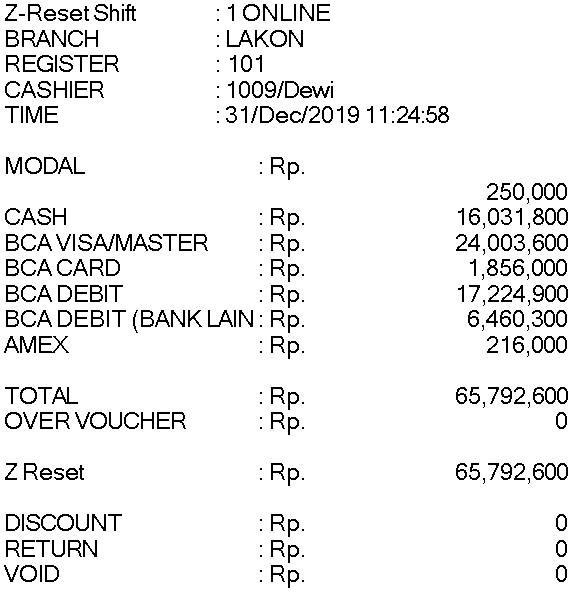 Z-Reset Shift : 1 ONLINE
BRANCH : LAKON
REGISTER : 101
CASHIER : 1009/Dewi
TIME : 31/Dec/2019 11:24:58
MODAL : Rp.
250,000
CASH : Rp. 16,031,800
BCA VISA/MASTER : Rp. 24,003,600
BCA CARD : Rp. 1,856,000
BCA DEBIT : Rp. 17,224,900
BCA DEBIT (BANK LAIN : Rp. 6,460,300
AMEX : Rp. 216,000
TOTAL : Rp. 65,792,600
OVER VOUCHER : Rp. 0
Z Reset : Rp. 65,792,600
DISCOUNT : Rp. 0
RETURN : Rp. 0
VOID : Rp. 0